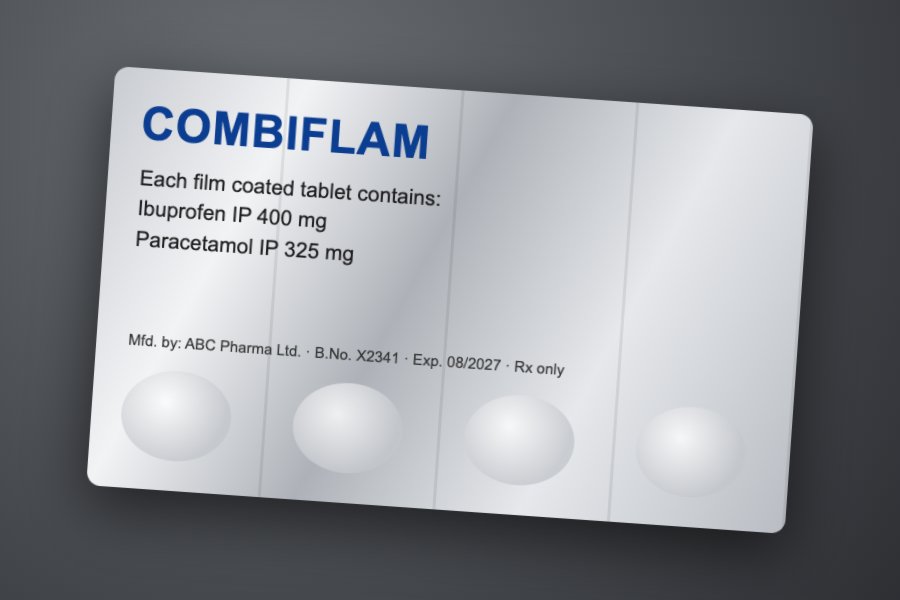 COMBIFLAM
Each film coated tablet contains:
Ibuprofen IP 400 mg
Paracetamol IP 325 mg
Mfd. by: ABC Pharma Ltd. · B.No. X2341 · Exp. 08/2027 · Rx only